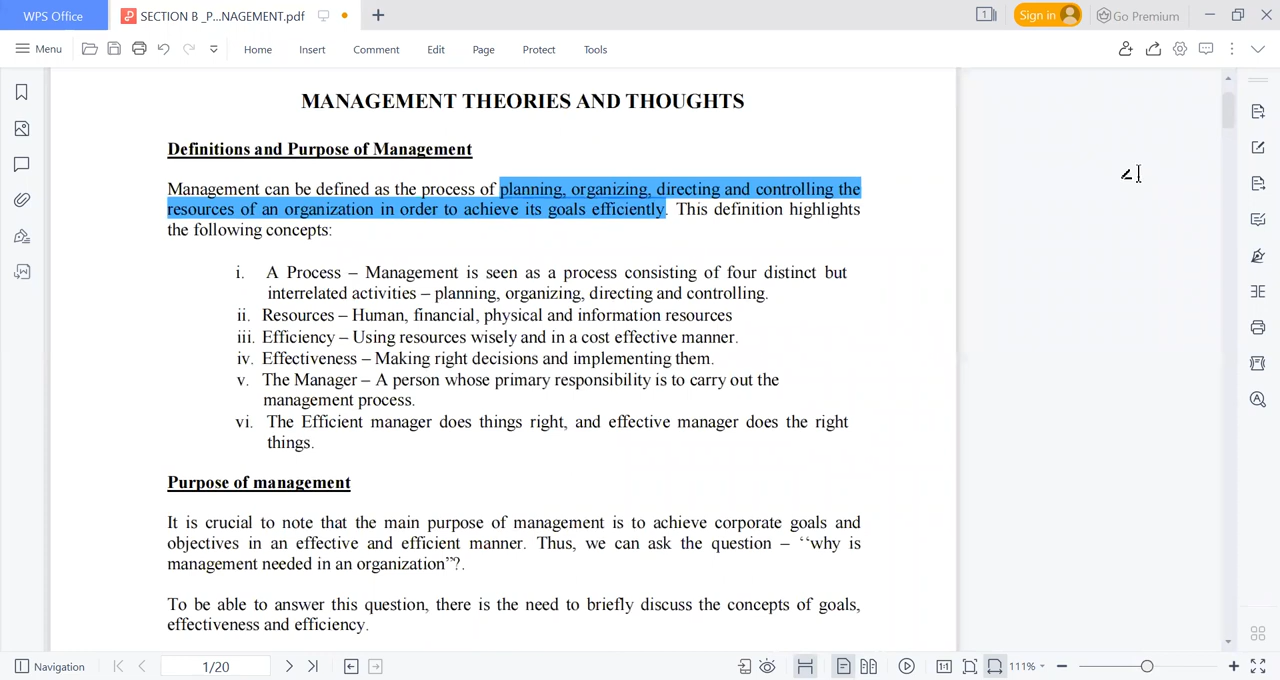 WPS Office
SECTION B _P...NAGEMENT.pdf
1
Sign in
Go Premium
Menu
Home
Insert
Comment
Edit
Page
Protect
Tools
MANAGEMENT THEORIES AND THOUGHTS
Definitions and Purpose of Management
Management can be defined as the process of planning, organizing, directing and controlling the
resources of an organization in order to achieve its goals efficiently. This definition highlights
the following concepts:
i. A Process – Management is seen as a process consisting of four distinct but
interrelated activities – planning, organizing, directing and controlling.
ii. Resources – Human, financial, physical and information resources
iii. Efficiency – Using resources wisely and in a cost effective manner.
iv. Effectiveness – Making right decisions and implementing them.
v. The Manager – A person whose primary responsibility is to carry out the
management process.
vi. The Efficient manager does things right, and effective manager does the right
things.
Purpose of management
It is crucial to note that the main purpose of management is to achieve corporate goals and
objectives in an effective and efficient manner. Thus, we can ask the question – ‘‘why is
management needed in an organization”?.
To be able to answer this question, there is the need to briefly discuss the concepts of goals,
effectiveness and efficiency.
Navigation
1/20
1:1
111%